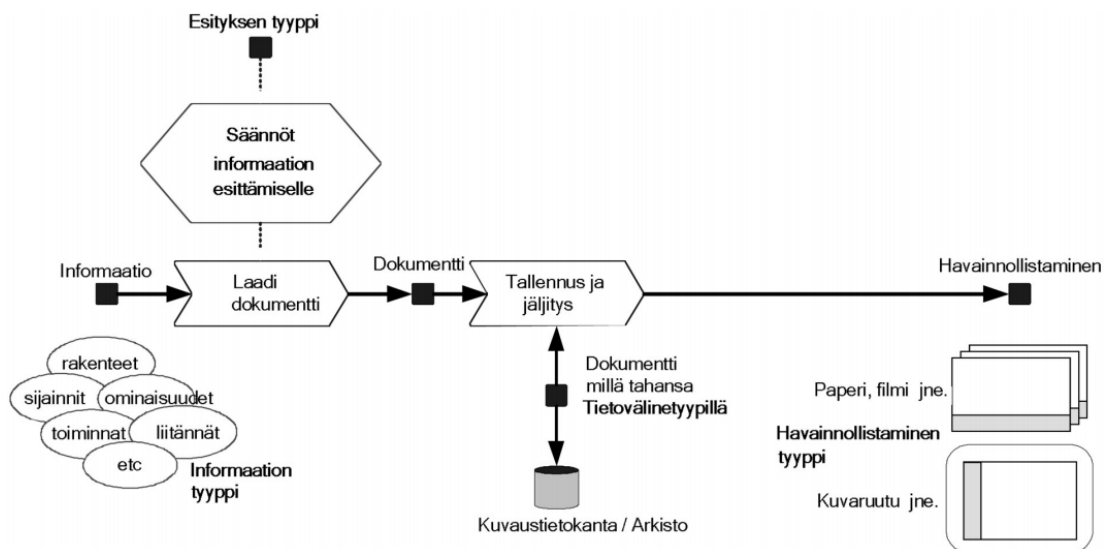 Esityksen tyyppi
Säännöt
informaation
esittämiselle
Informaatio
Laadi
dokumentti
Dokumentti
Tallennus ja
jäljitys
Havainnollistaminen
rakenteet
sijainnit
ominaisuudet
toiminnat
liitännät
etc
Informaation
tyyppi
Dokumentti
millä tahansa
Tietovälinetyypillä
Kuvaustietokanta / Arkisto
Paperi, filmi jne.
Havainnollistaminen
tyyppi
Kuvaruutu jne.